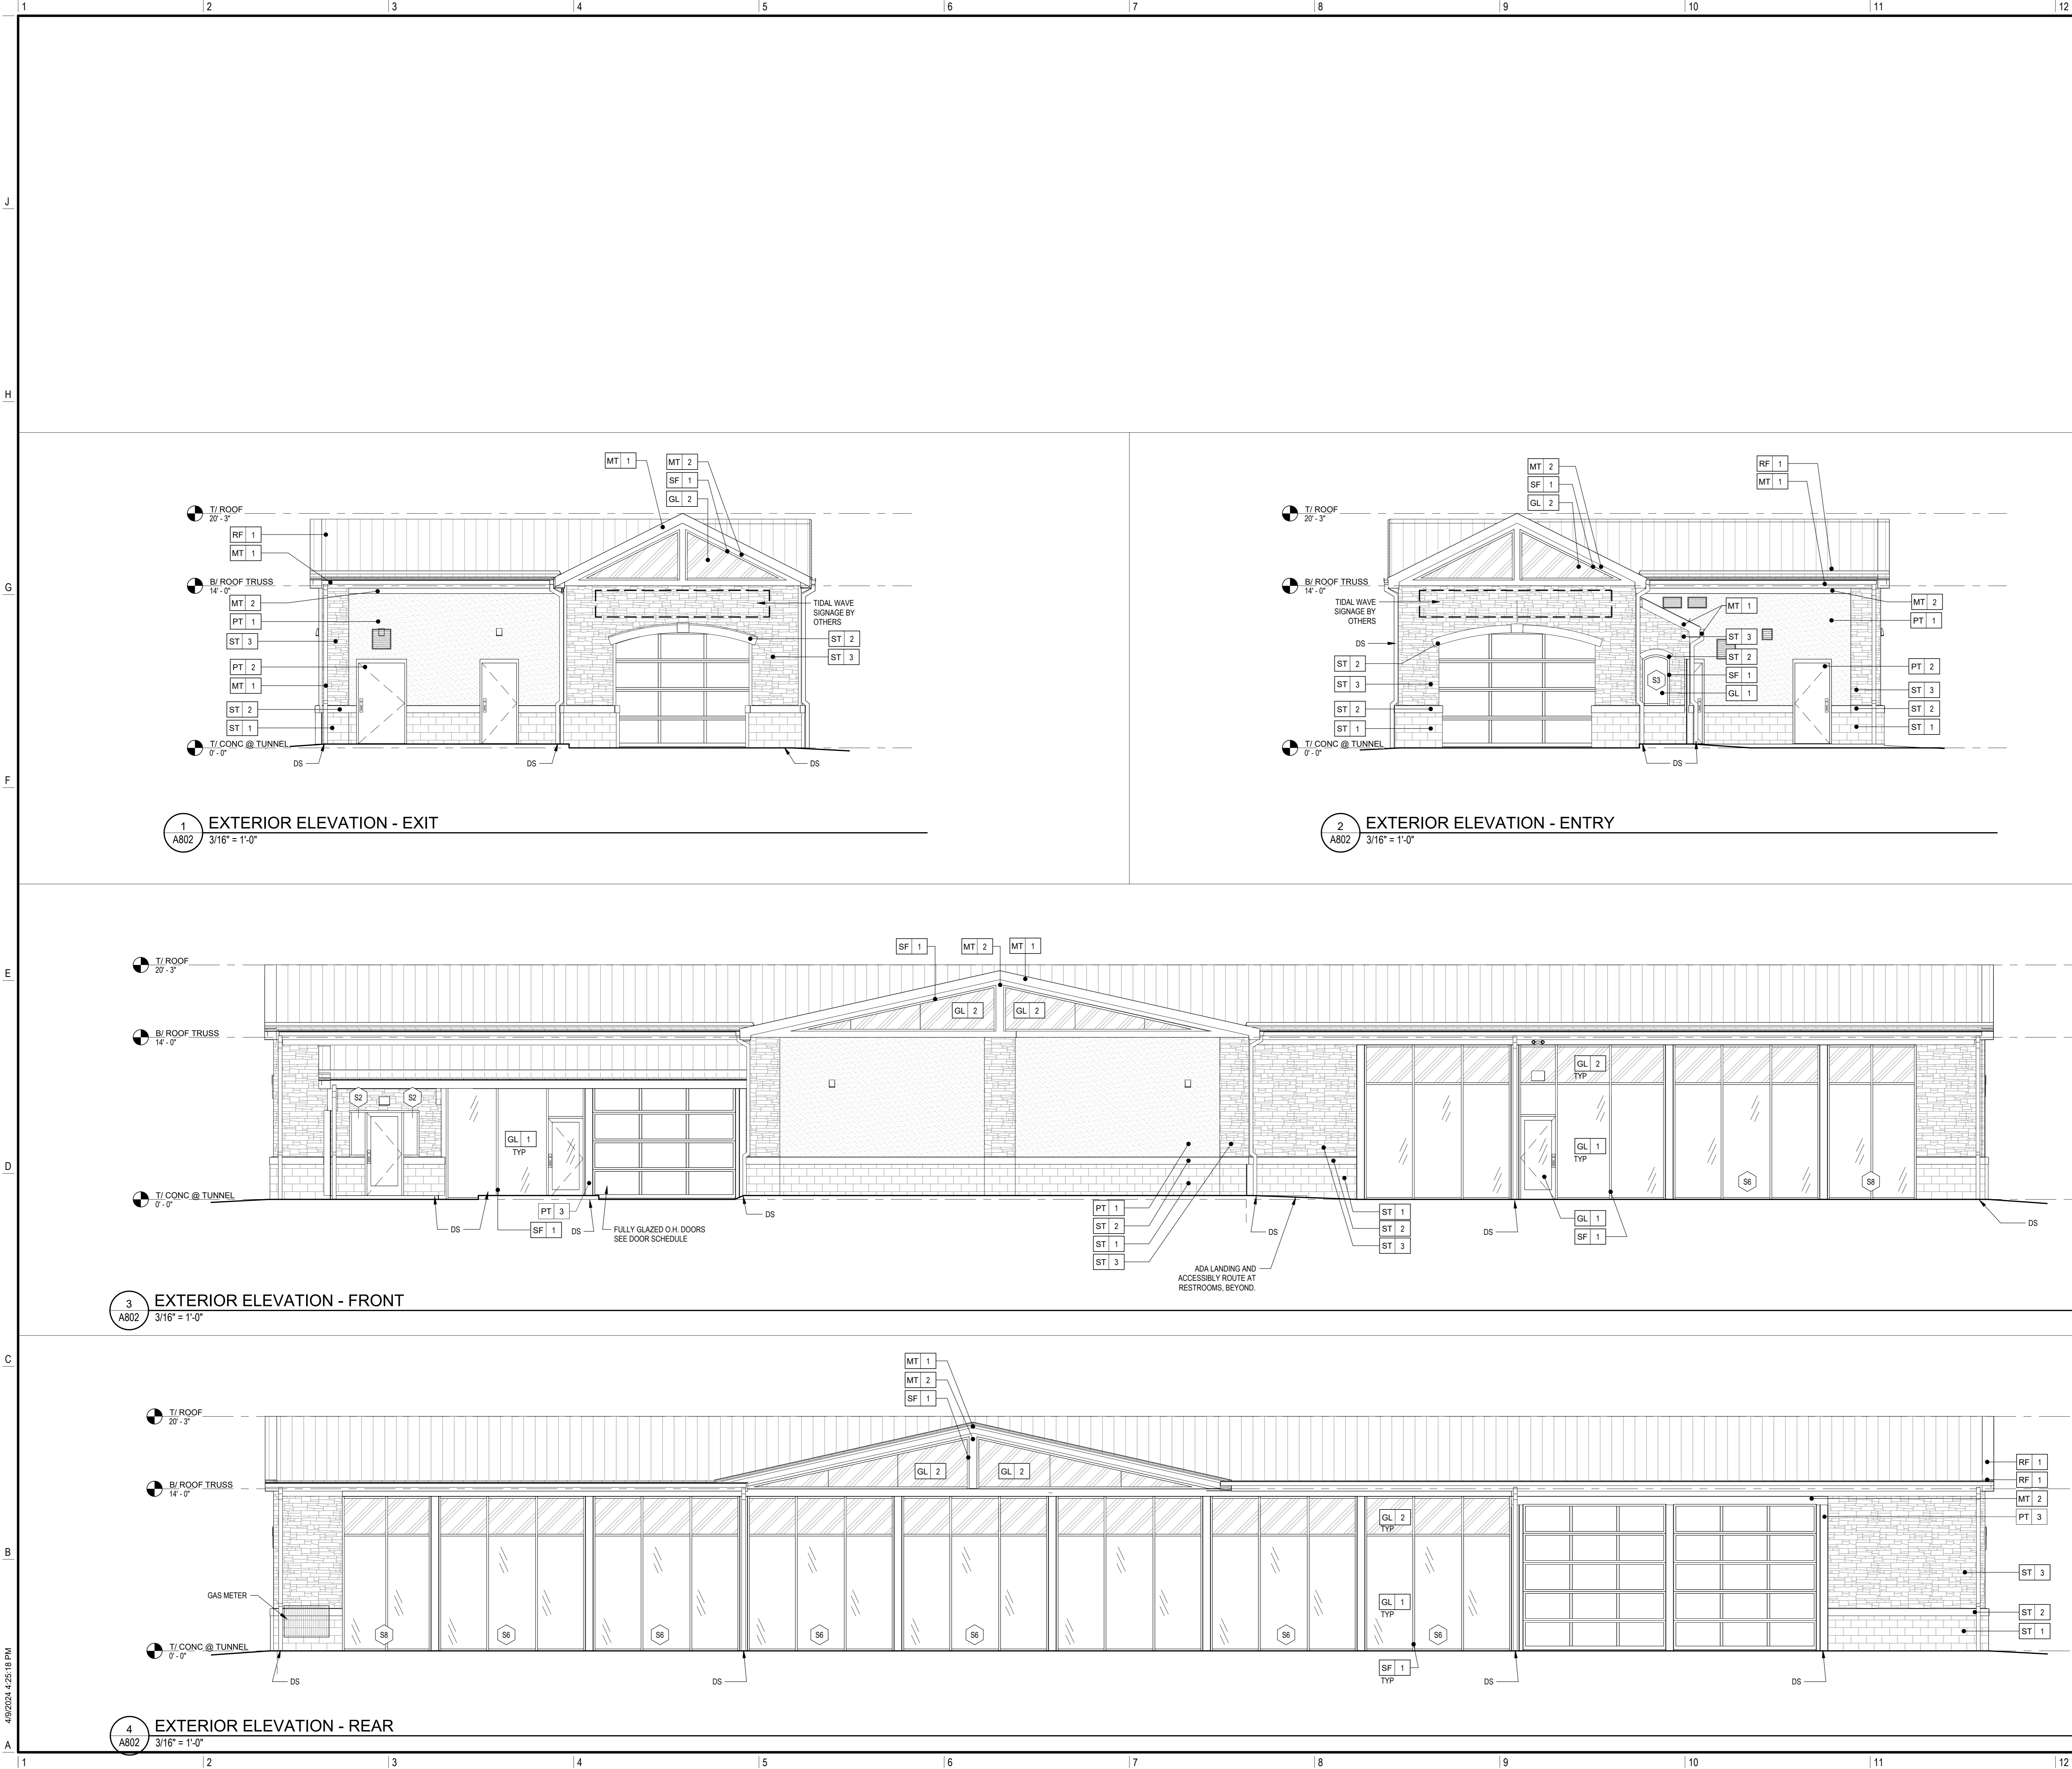 1 2 3 4 5 6 7 8 9 10 11 12
J
H
G
F
E
D
C
B
A
MT 1
MT 2
SF 1
GL 2
T/ ROOF
20' - 3"
RF 1
MT 1
B/ ROOF TRUSS
14' - 0"
MT 2
PT 1
ST 3
PT 2
MT 1
ST 2
ST 1
T/ CONC @ TUNNEL
0' - 0"
DS
DS
DS
TIDAL WAVE
SIGNAGE BY
OTHERS
ST 2
ST 3
1
A802
EXTERIOR ELEVATION - EXIT
3/16" = 1'-0"
MT 2
SF 1
GL 2
RF 1
MT 1
T/ ROOF
20' - 3"
B/ ROOF TRUSS
14' - 0"
TIDAL WAVE
SIGNAGE BY
OTHERS
DS
ST 2
ST 3
ST 2
ST 1
T/ CONC @ TUNNEL
0' - 0"
MT 1
ST 3
ST 2
SF 1
GL 1
S3
MT 2
PT 1
PT 2
ST 3
ST 2
ST 1
DS
2
A802
EXTERIOR ELEVATION - ENTRY
3/16" = 1'-0"
SF 1
MT 2
MT 1
T/ ROOF
20' - 3"
GL 2
GL 2
B/ ROOF TRUSS
14' - 0"
S2
S2
GL 1
TYP
GL 2
TYP
GL 1
TYP
S6
S8
T/ CONC @ TUNNEL
0' - 0"
DS
PT 3
SF 1
DS
FULLY GLAZED O.H. DOORS
SEE DOOR SCHEDULE
DS
PT 1
ST 2
ST 1
ST 3
DS
ADA LANDING AND
ACCESSIBLY ROUTE AT
RESTROOMS, BEYOND.
ST 1
ST 2
ST 3
DS
GL 1
SF 1
DS
3
A802
EXTERIOR ELEVATION - FRONT
3/16" = 1'-0"
MT 1
MT 2
SF 1
T/ ROOF
20' - 3"
GL 2
GL 2
B/ ROOF TRUSS
14' - 0"
RF 1
RF 1
MT 2
PT 3
GL 2
TYP
GAS METER
GL 1
TYP
ST 3
ST 2
ST 1
S8
S6
S6
S6
S6
S6
S6
T/ CONC @ TUNNEL
0' - 0"
DS
DS
SF 1
TYP
DS
DS
4
A802
EXTERIOR ELEVATION - REAR
3/16" = 1'-0"
4/9/2024 4:25:18 PM
1 2 3 4 5 6 7 8 9 10 11 12